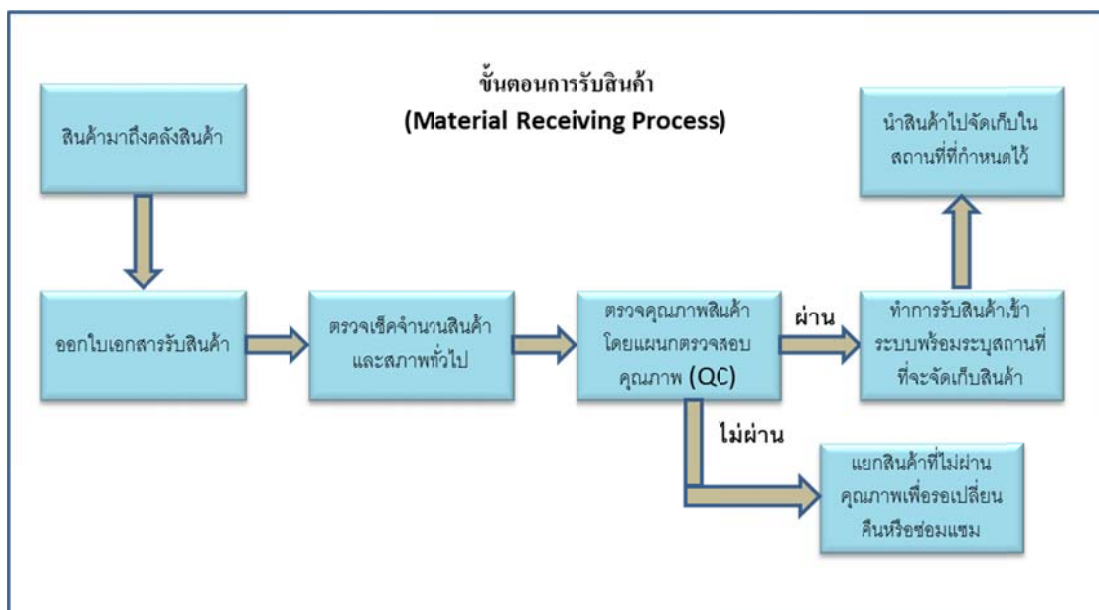 ขั้นตอนการรับสินค้า
(Material Receiving Process)
สินค้ามาถึงคลังสินค้า
ออกใบเอกสารรับสินค้า
ตรวจเช็คจำนวนสินค้า
และสภาพทั่วไป
ตรวจคุณภาพสินค้า
โดยแผนกตรวจสอบ
คุณภาพ (QC)
ผ่าน
ทำการรับสินค้าเข้า
ระบบพร้อมระบุสถานที่
ที่จะจัดเก็บสินค้า
นำสินค้าไปจัดเก็บใน
สถานที่ที่กำหนดไว้
ไม่ผ่าน
แยกสินค้าที่ไม่ผ่าน
คุณภาพเพื่อรอเปลี่ยน
คืนหรือซ่อมแซม